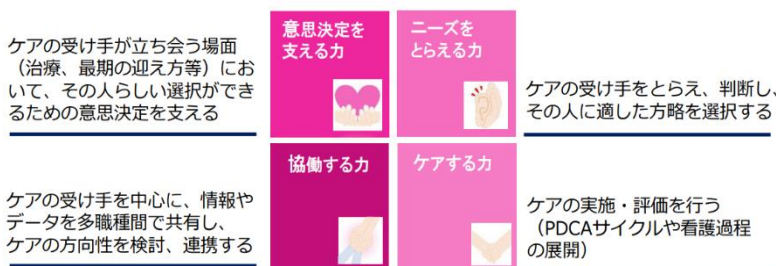 ケアの受け手が立ち会う場面
（治療、最期の迎え方等）にお
いて、その人らしい選択ができ
るための意思決定を支える
意思決定を
支える力
ニーズを
とらえる力
ケアの受け手をとらえ、判断し、
その人に適した方略を選択する
ケアの受け手を中心に、情報や
データを多職種間で共有し、
ケアの方向性を検討、連携する
協働する力
ケアする力
ケアの実施・評価を行う
（PDCAサイクルや看護過程
の展開）